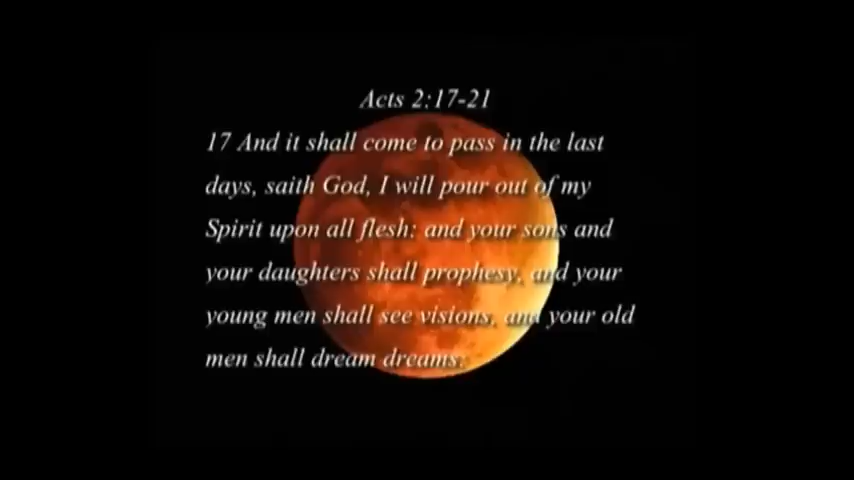 Acts 2:17-21
17 And it shall come to pass in the last
days, saith God, I will pour out of my
Spirit upon all flesh: and your sons and
your daughters shall prophesy, and your
young men shall see visions, and your old
men shall dream dreams: